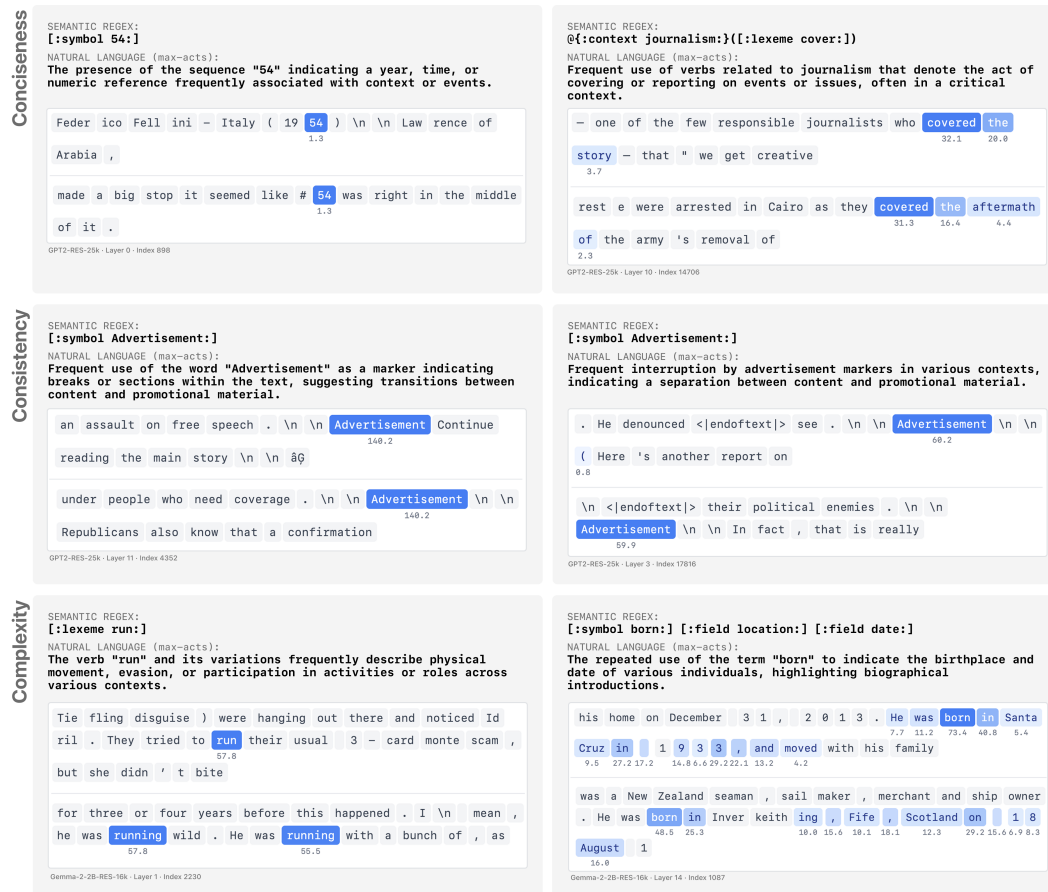 Conciseness
SEMANTIC REGEX:
[:symbol 54:]
NATURAL LANGUAGE (max-acts):
The presence of the sequence "54" indicating a year, time, or
numeric reference frequently associated with context or events.
Feder ico Fell ini – Italy ( 19 54 ) \n \n Law rence of
1.3
Arabia ,
made a big stop it seemed like # 54 was right in the middle
1.3
of it .
GPT2-RES-25k · Layer 0 · Index 898
SEMANTIC REGEX:
@{:context journalism:}([:lexeme cover:])
NATURAL LANGUAGE (max-acts):
Frequent use of verbs related to journalism that denote the act of
covering or reporting on events or issues, often in a critical
context.
— one of the few responsible journalists who covered the
32.1 20.0
story — that " we get creative
3.7
rest e were arrested in Cairo as they covered the aftermath
31.3 16.4 4.4
of the army 's removal of
2.3
GPT2-RES-25k · Layer 10 · Index 14706
Consistency
SEMANTIC REGEX:
[:symbol Advertisement:]
NATURAL LANGUAGE (max-acts):
Frequent use of the word "Advertisement" as a marker indicating
breaks or sections within the text, suggesting transitions between
content and promotional material.
an assault on free speech . \n \n Advertisement Continue
140.2
reading the main story \n \n âĢ
under people who need coverage . \n \n Advertisement \n \n
140.2
Republicans also know that a confirmation
GPT2-RES-25k · Layer 11 · Index 4352
SEMANTIC REGEX:
[:symbol Advertisement:]
NATURAL LANGUAGE (max-acts):
Frequent interruption by advertisement markers in various contexts,
indicating a separation between content and promotional material.
. He denounced <|endoftext|> see . \n \n Advertisement \n \n
60.2
( Here 's another report on
0.8
\n <|endoftext|> their political enemies . \n \n
Advertisement \n \n In fact , that is really
59.9
GPT2-RES-25k · Layer 3 · Index 17816
Complexity
SEMANTIC REGEX:
[:lexeme run:]
NATURAL LANGUAGE (max-acts):
The verb "run" and its variations frequently describe physical
movement, evasion, or participation in activities or roles across
various contexts.
Tie fling disguise ) were hanging out there and noticed Id
ril . They tried to run their usual 3 – card monte scam ,
57.8
but she didn ’ t bite
for three or four years before this happened . I \n mean ,
he was running wild . He was running with a bunch of , as
57.8 55.5
Gemma-2-2B-RES-16k · Layer 1 · Index 2230
SEMANTIC REGEX:
[:symbol born:] [:field location:] [:field date:]
NATURAL LANGUAGE (max-acts):
The repeated use of the term "born" to indicate the birthplace and
date of various individuals, highlighting biographical
introductions.
his home on December 3 1 , 2 0 1 3 . He was born in Santa
7.7 11.2 73.4 40.8 5.4
Cruz in 1 9 3 3 , and moved with his family
9.5 27.2 17.2 14.8 6.6 29.2 22.1 13.2 4.2
was a New Zealand seaman , sail maker , merchant and ship owner
. He was born in Inver keith ing , Fife , Scotland on 1 8
48.5 25.3 10.0 15.6 10.1 18.1 12.3 29.2 15.6 6.9 8.3
August 1
16.0
Gemma-2-2B-RES-16k · Layer 14 · Index 1087